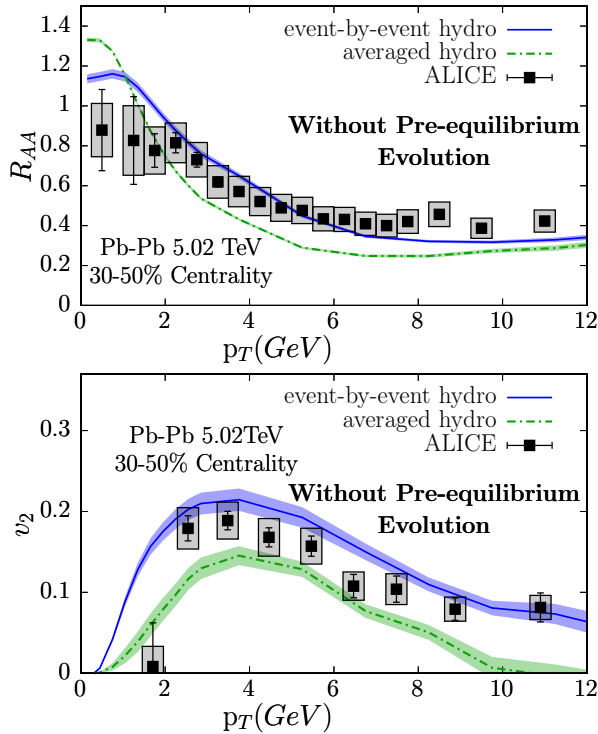 1.4
1.2
1
0.8
0.6
0.4
0.2
0
R_AA
event-by-event hydro
averaged hydro
ALICE
Without Pre-equilibrium
Evolution
Pb-Pb 5.02 TeV
30-50% Centrality
0 2 4 6 8 10 12
p_T(GeV)
0.3
0.2
0.1
0
v_2
event-by-event hydro
averaged hydro
ALICE
Pb-Pb 5.02TeV
30-50% Centrality
Without Pre-equilibrium
Evolution
0 2 4 6 8 10 12
p_T(GeV)